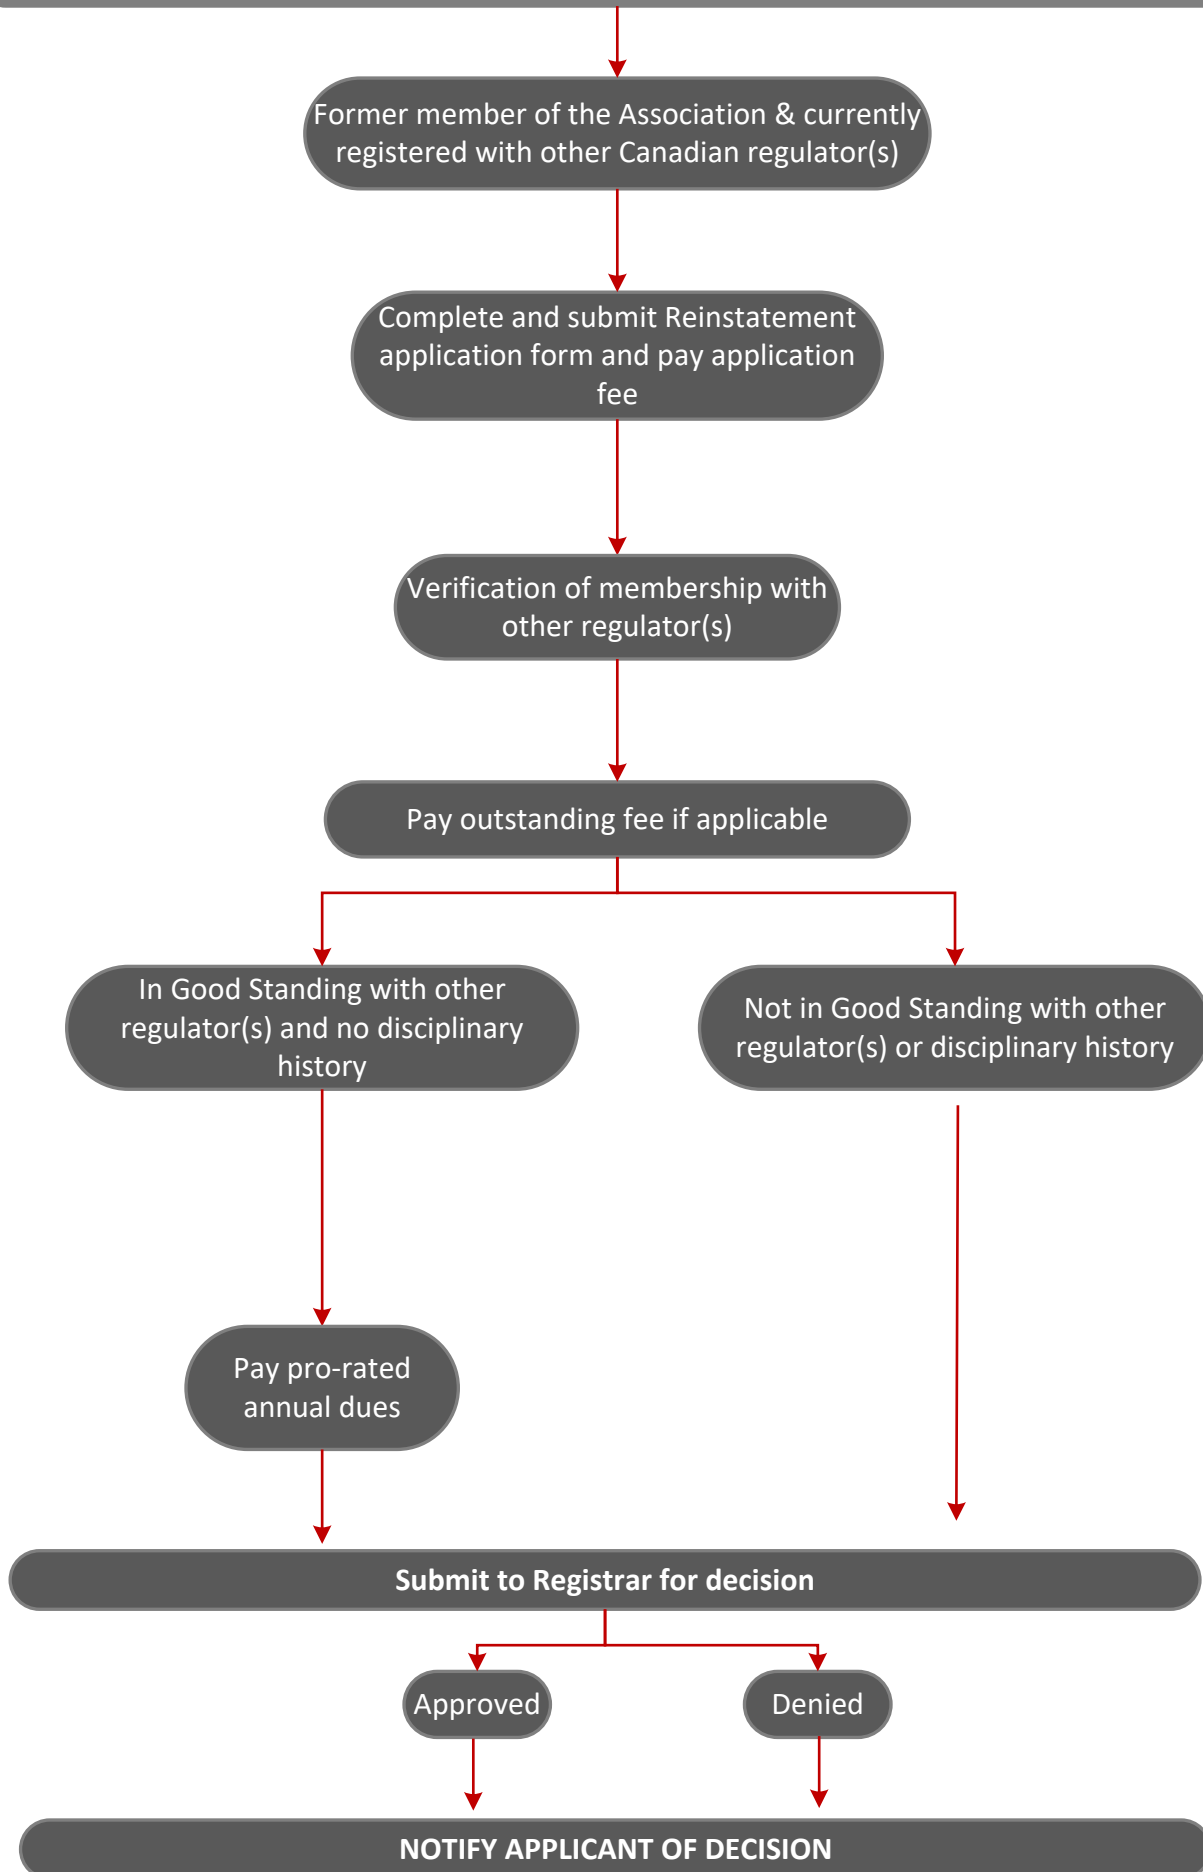 Former member of the Association & currently
registered with other Canadian regulator(s)
Complete and submit Reinstatement
application form and pay application
fee
Verification of membership with
other regulator(s)
Pay outstanding fee if applicable
In Good Standing with other
regulator(s) and no disciplinary
history
Not in Good Standing with other
regulator(s) or disciplinary history
Pay pro-rated
annual dues
Submit to Registrar for decision
Approved
Denied
NOTIFY APPLICANT OF DECISION